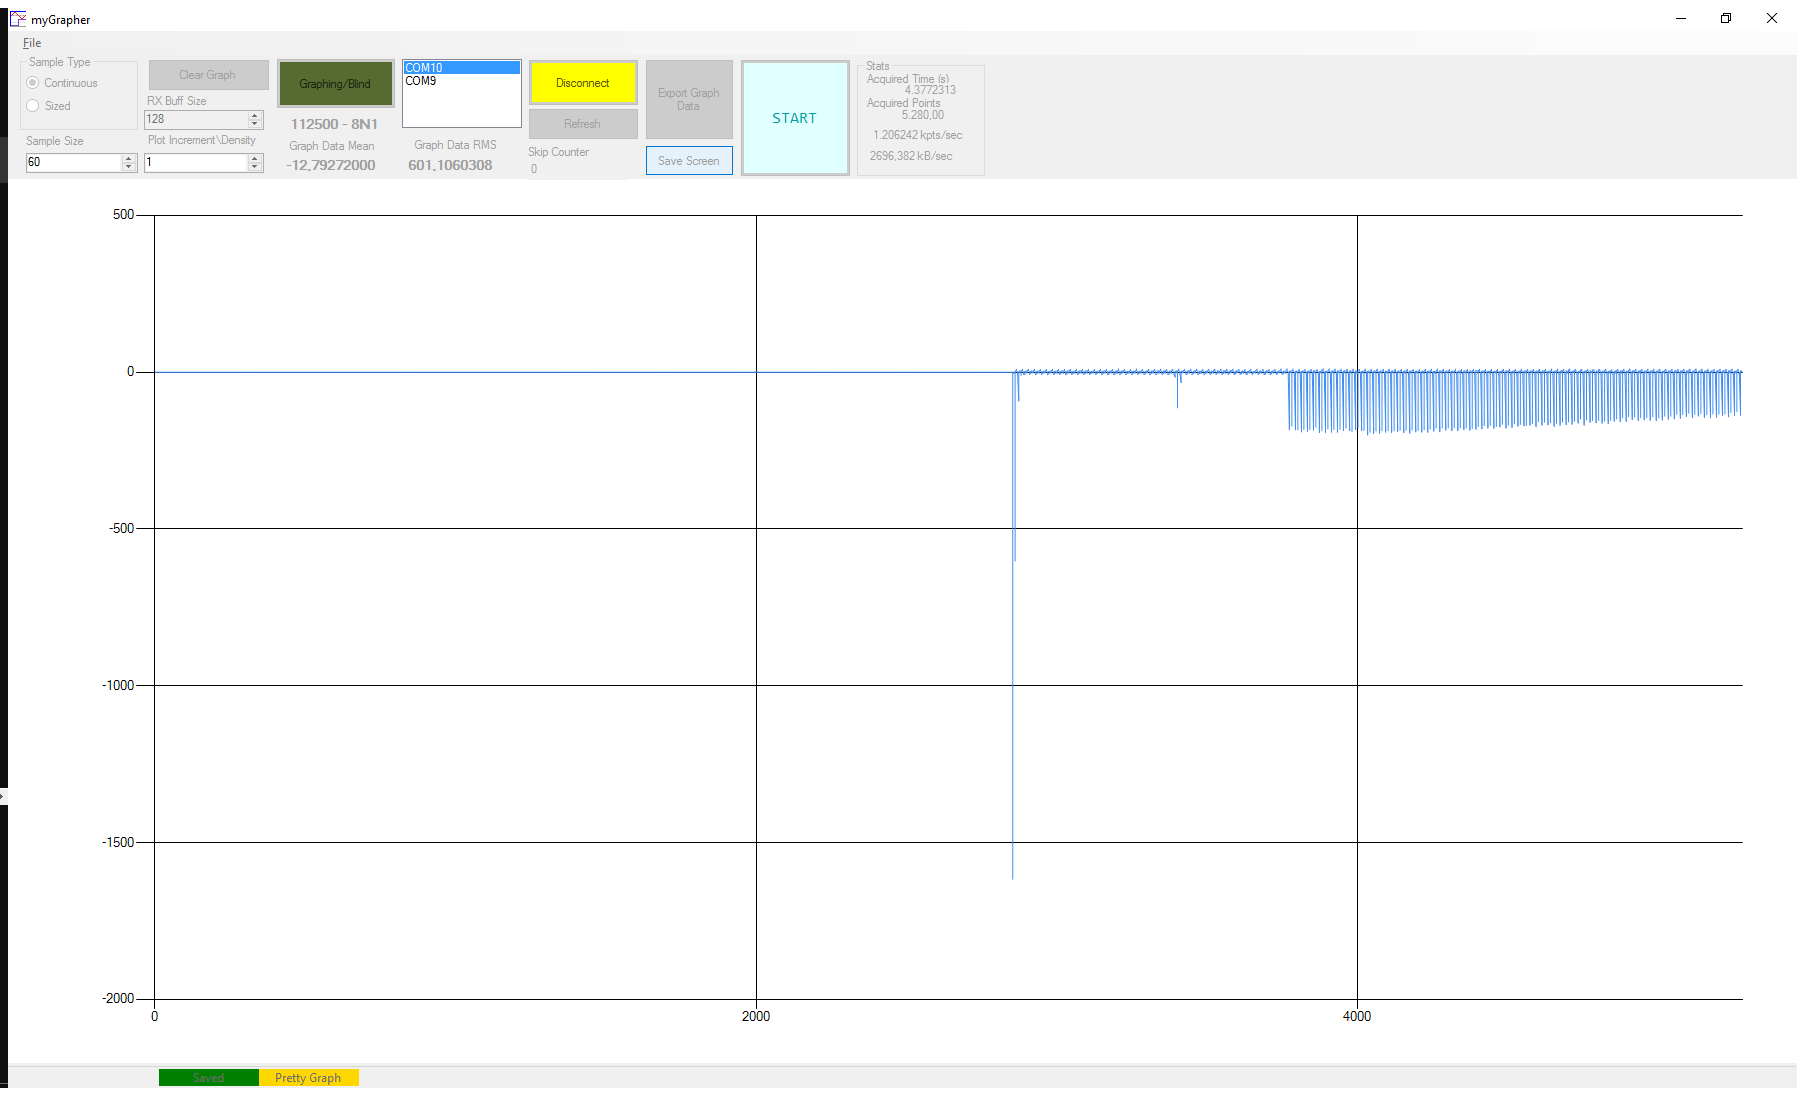 myGrapher
File
Sample Type
Continuous
Sized
Sample Size
60
Clear Graph
RX Buff Size
128
Plot Increment\Density
1
Graphing/Blind
112500 - 8N1
Graph Data Mean
-12,79272000
COM10
COM9
Graph Data RMS
601,1060308
Disconnect
Refresh
Skip Counter
0
Export Graph
Data
Save Screen
START
Stats
Acquired Time (s)
4.3772313
Acquired Points
5.280,00
1.206242 kpts/sec
2696,382 kB/sec
500
0
-500
-1000
-1500
-2000
0
2000
4000
Saved
Pretty Graph